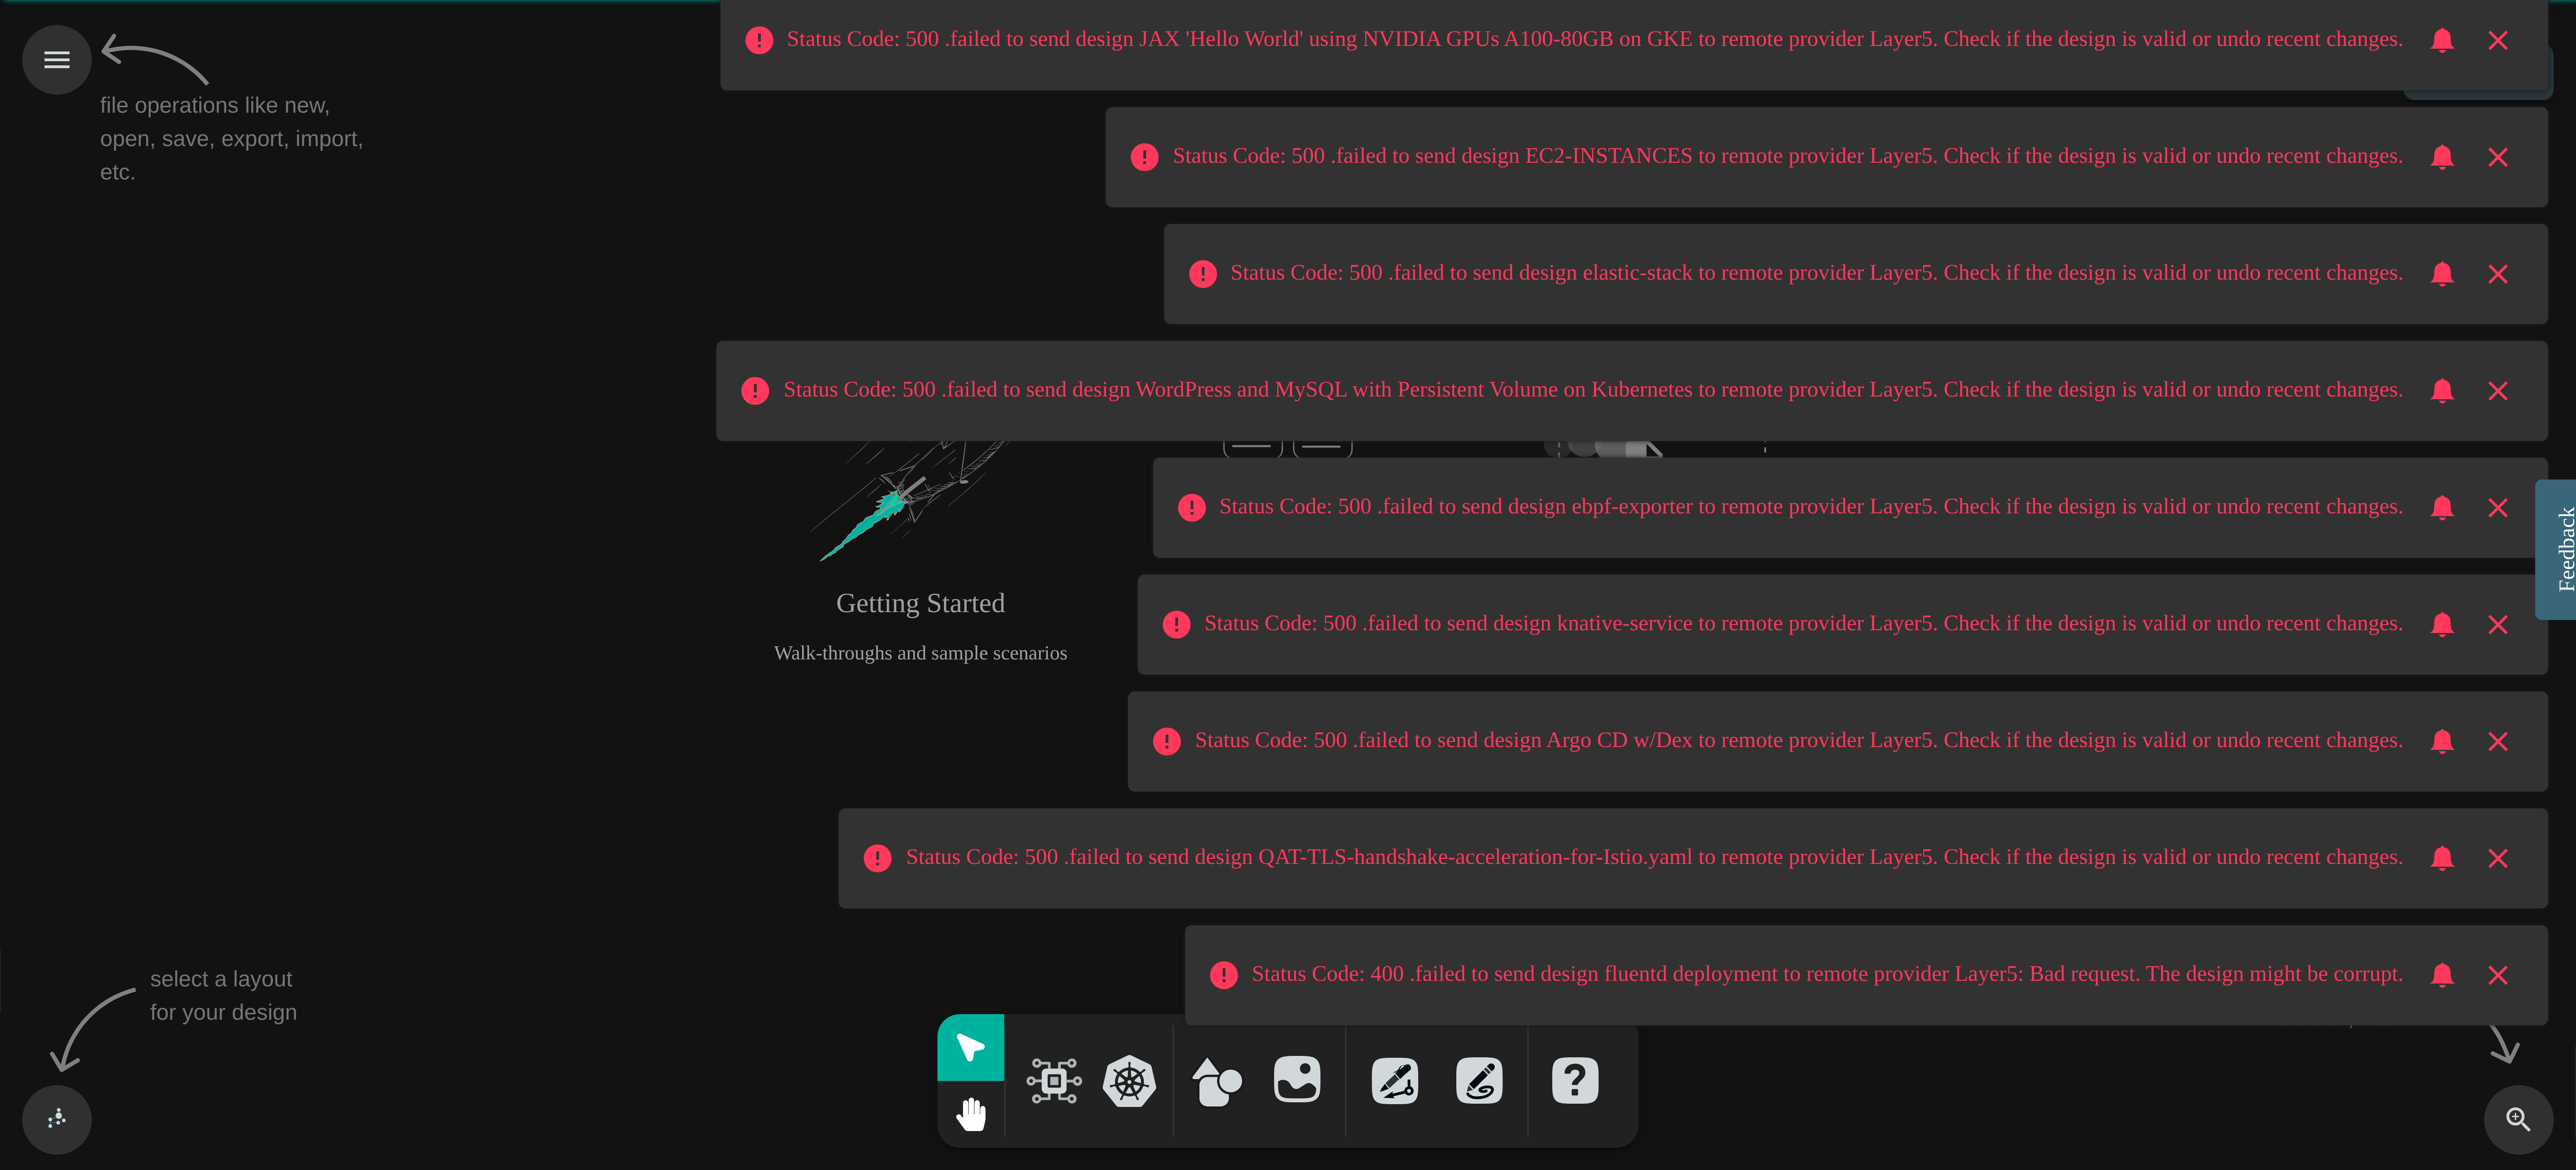 Status Code: 500 .failed to send design JAX 'Hello World' using NVIDIA GPUs A100-80GB on GKE to remote provider Layer5. Check if the design is valid or undo recent changes.
file operations like new,
open, save, export, import,
etc.
Status Code: 500 .failed to send design EC2-INSTANCES to remote provider Layer5. Check if the design is valid or undo recent changes.
Status Code: 500 .failed to send design elastic-stack to remote provider Layer5. Check if the design is valid or undo recent changes.
Status Code: 500 .failed to send design WordPress and MySQL with Persistent Volume on Kubernetes to remote provider Layer5. Check if the design is valid or undo recent changes.
Status Code: 500 .failed to send design ebpf-exporter to remote provider Layer5. Check if the design is valid or undo recent changes.
Feedback
Getting Started
Status Code: 500 .failed to send design knative-service to remote provider Layer5. Check if the design is valid or undo recent changes.
Walk-throughs and sample scenarios
Status Code: 500 .failed to send design Argo CD w/Dex to remote provider Layer5. Check if the design is valid or undo recent changes.
Status Code: 500 .failed to send design QAT-TLS-handshake-acceleration-for-Istio.yaml to remote provider Layer5. Check if the design is valid or undo recent changes.
Status Code: 400 .failed to send design fluentd deployment to remote provider Layer5: Bad request. The design might be corrupt.
select a layout
for your design